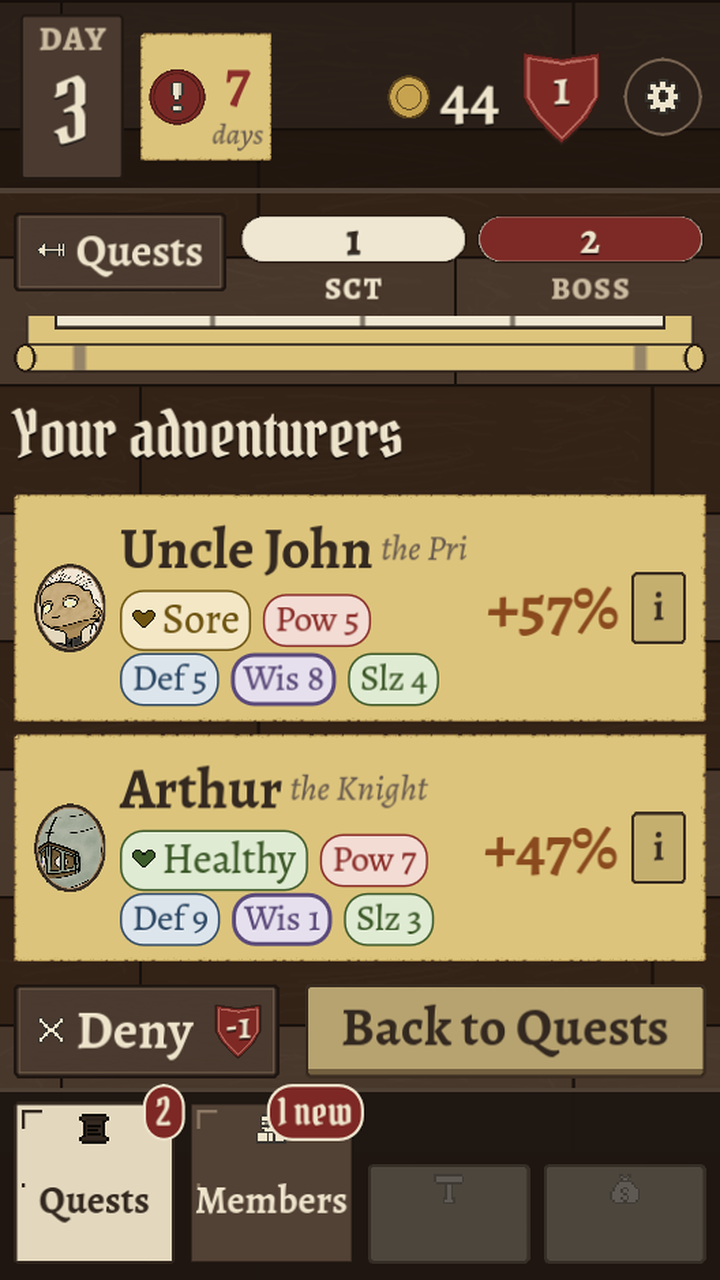 DAY
3
! 7
days
44
1
Quests
1
2
SCT
BOSS
Your adventurers
Uncle John the Pri
Sore
Pow 5
+57%
i
Def 5
Wis 8
Slz 4
Arthur the Knight
Healthy
Pow 7
+47%
i
Def 9
Wis 1
Slz 3
Deny
-1
Back to Quests
2
1 new
Quests
Members